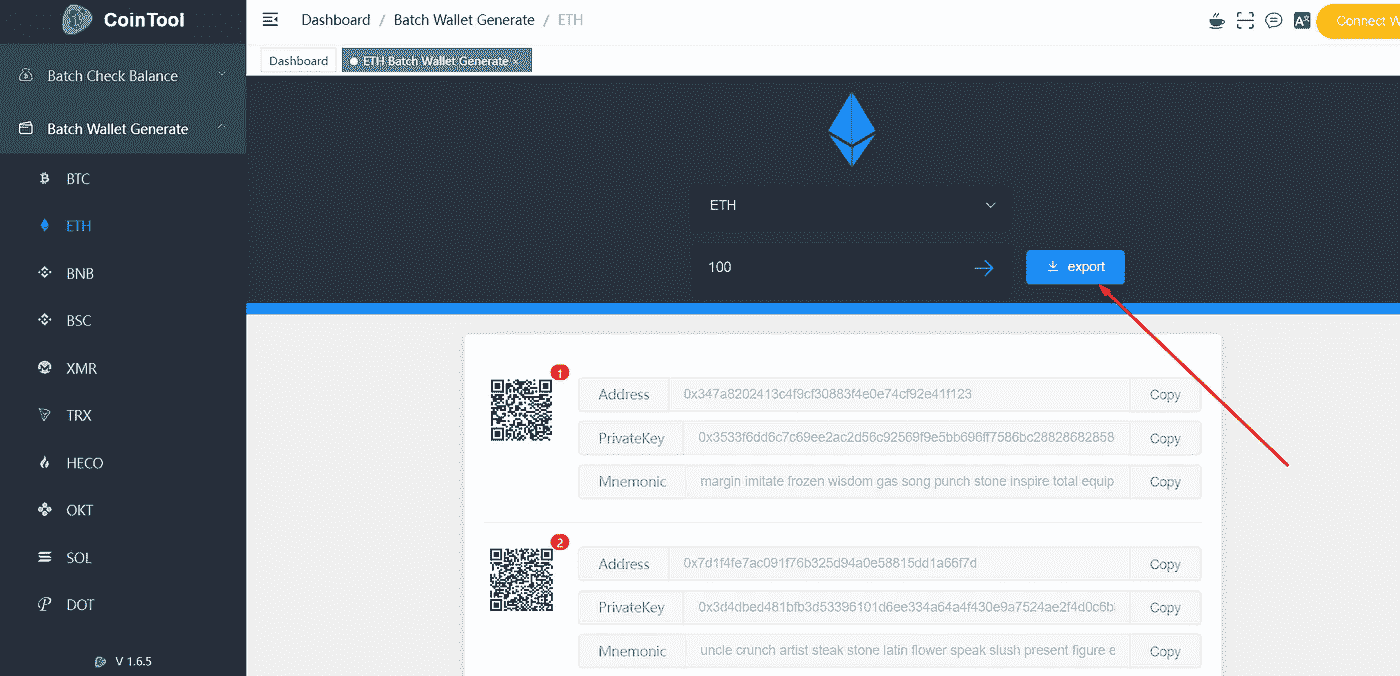 CoinTool
Dashboard / Batch Wallet Generate / ETH
Connect W
Dashboard
ETH Batch Wallet Generate ×
Batch Check Balance
Batch Wallet Generate
BTC
ETH
BNB
BSC
XMR
TRX
HECO
OKT
SOL
DOT
V 1.6.5
ETH
100
export
1
Address 0x347a8202413c4f9cf30883f4e0e74cf92e41f123 Copy
PrivateKey 0x3533f6dd6c7c69ee2ac2d56c92569f9e5bb696ff7586bc28828682858 Copy
Mnemonic margin imitate frozen wisdom gas song punch stone inspire total equip Copy
2
Address 0x7d1f4fe7ac091f76b325d94a0e58815dd1a66f7d Copy
PrivateKey 0x3d4dbed481bfb3d53396101d6ee334a64a4f430e9a7524ae2f4d0c6b Copy
Mnemonic uncle crunch artist steak stone latin flower speak slush present figure e Copy